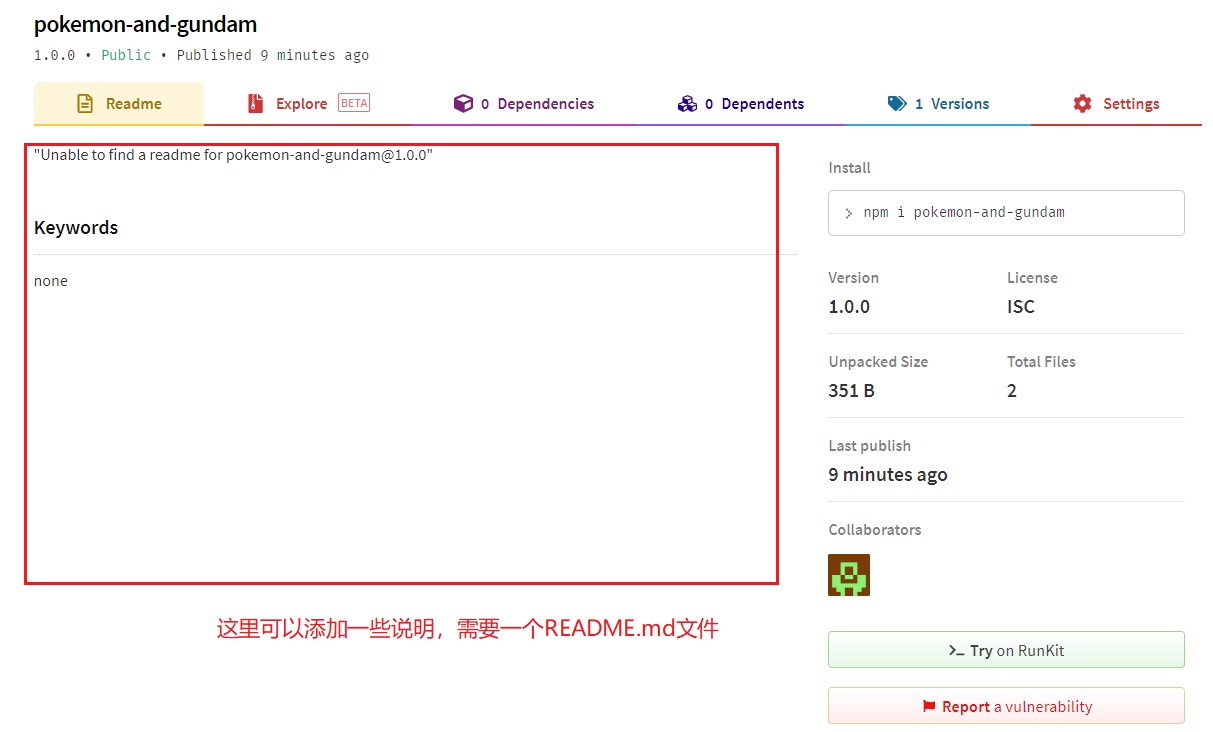 pokemon-and-gundam
1.0.0 • Public • Published 9 minutes ago
Readme
Explore BETA
0 Dependencies
0 Dependents
1 Versions
Settings
"Unable to find a readme for pokemon-and-gundam@1.0.0"
Keywords
none
这里可以添加一些说明，需要一个README.md文件
Install
> npm i pokemon-and-gundam
Version
License
1.0.0
ISC
Unpacked Size
Total Files
351 B
2
Last publish
9 minutes ago
Collaborators
>_ Try on RunKit
Report a vulnerability